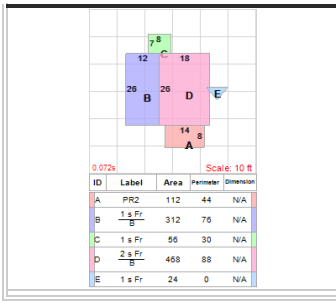 7 8
C
12 18
26 B 26 D E
14 8
A
0.072s Scale: 10 ft
ID Label Area Perimeter Dimension
A PR2 112 44 N/A
B 1 s Fr
B 312 76 N/A
C 1 s Fr 56 30 N/A
D 2 s Fr
B 468 88 N/A
E 1 s Fr 24 0 N/A